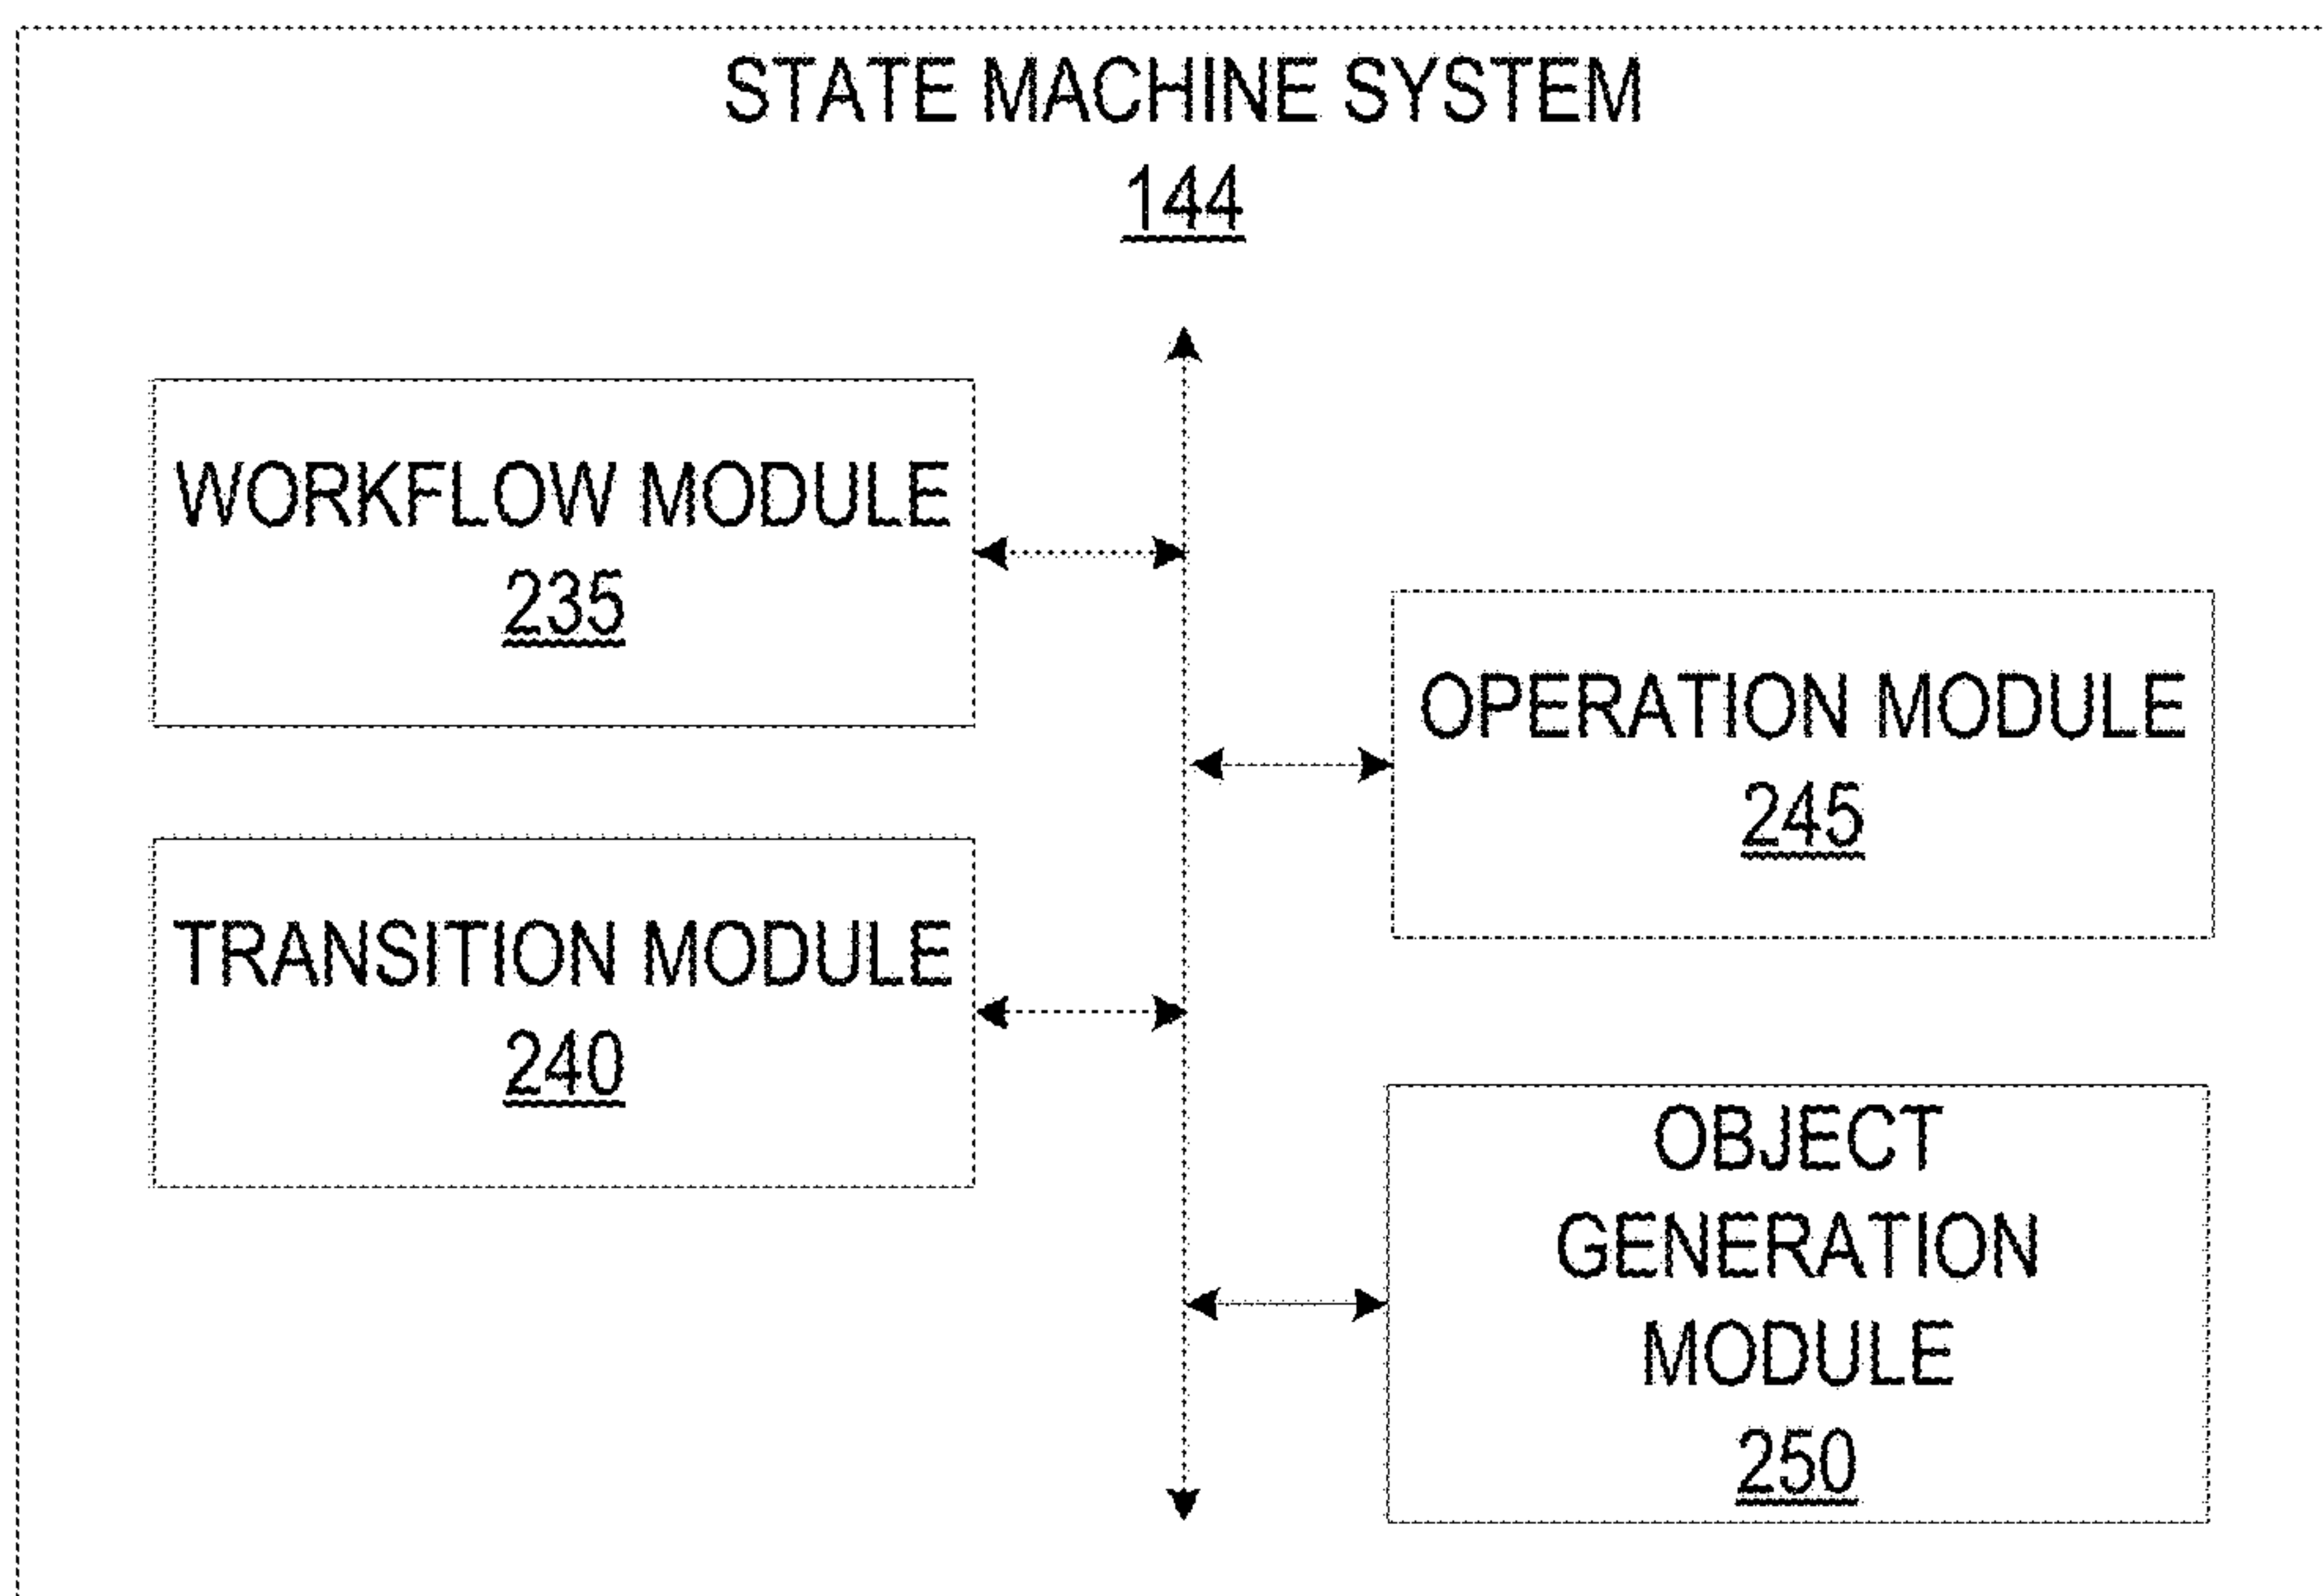 STATE MACHINE SYSTEM
144
WORKFLOW MODULE
235
OPERATION MODULE
245
TRANSITION MODULE
240
OBJECT
GENERATION
MODULE
250